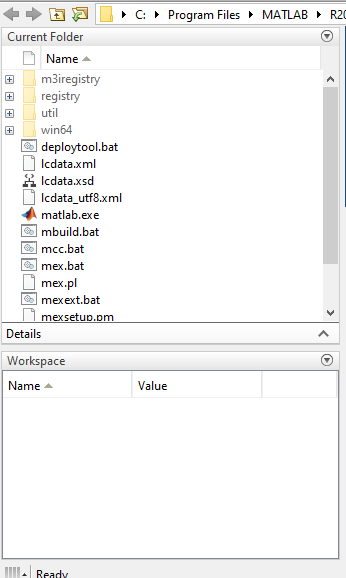 C: Program Files MATLAB R20
Current Folder
Name
m3iregistry
registry
util
win64
deploytool.bat
lcdata.xml
lcdata.xsd
lcdata_utf8.xml
matlab.exe
mbuild.bat
mcc.bat
mex.bat
mex.pl
mexext.bat
mexsetup.pm
Details
Workspace
Name Value
Ready